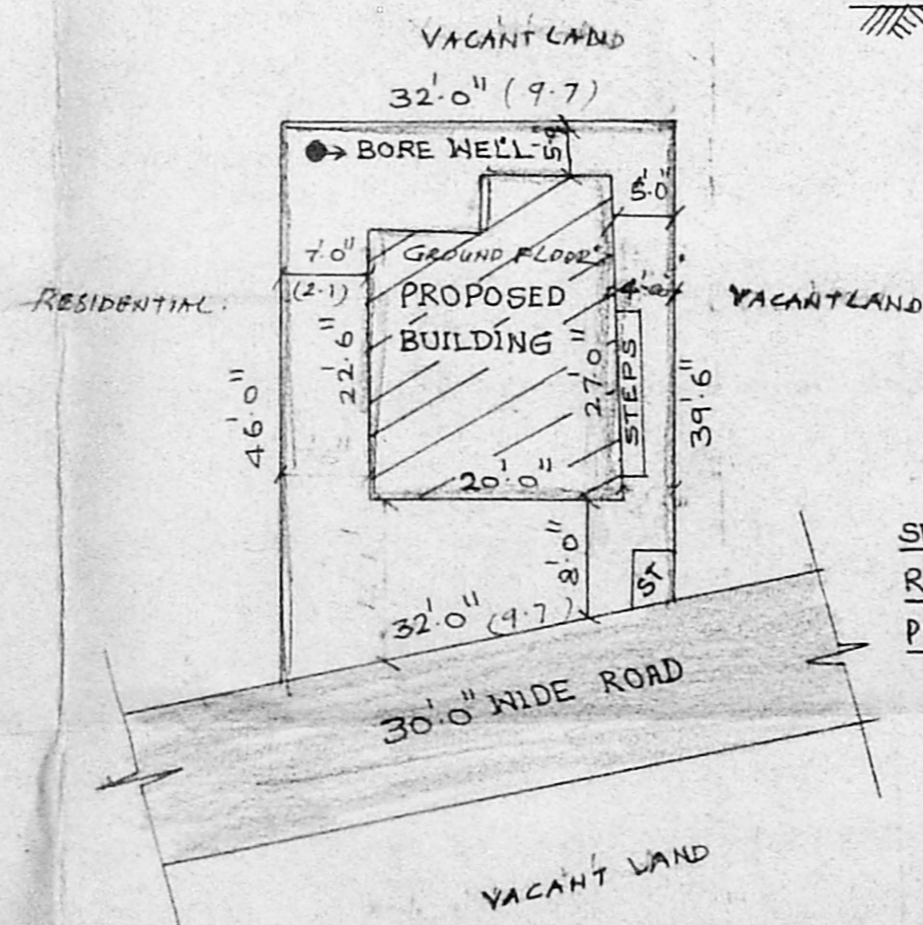 VACANT LAND
32'.0" (9.7)
BORE WELL
5'.0"
7'.0"
(2.1)
GROUND FLOOR
4'.0"
RESIDENTIAL.
PROPOSED
BUILDING
VACANT LAND
46'.0"
22'.6"
27'.0"
STEPS
39'.6"
20'.0"
8'.0"
ST
32'.0" (9.7)
30'.0" WIDE ROAD
VACANT LAND
R
P